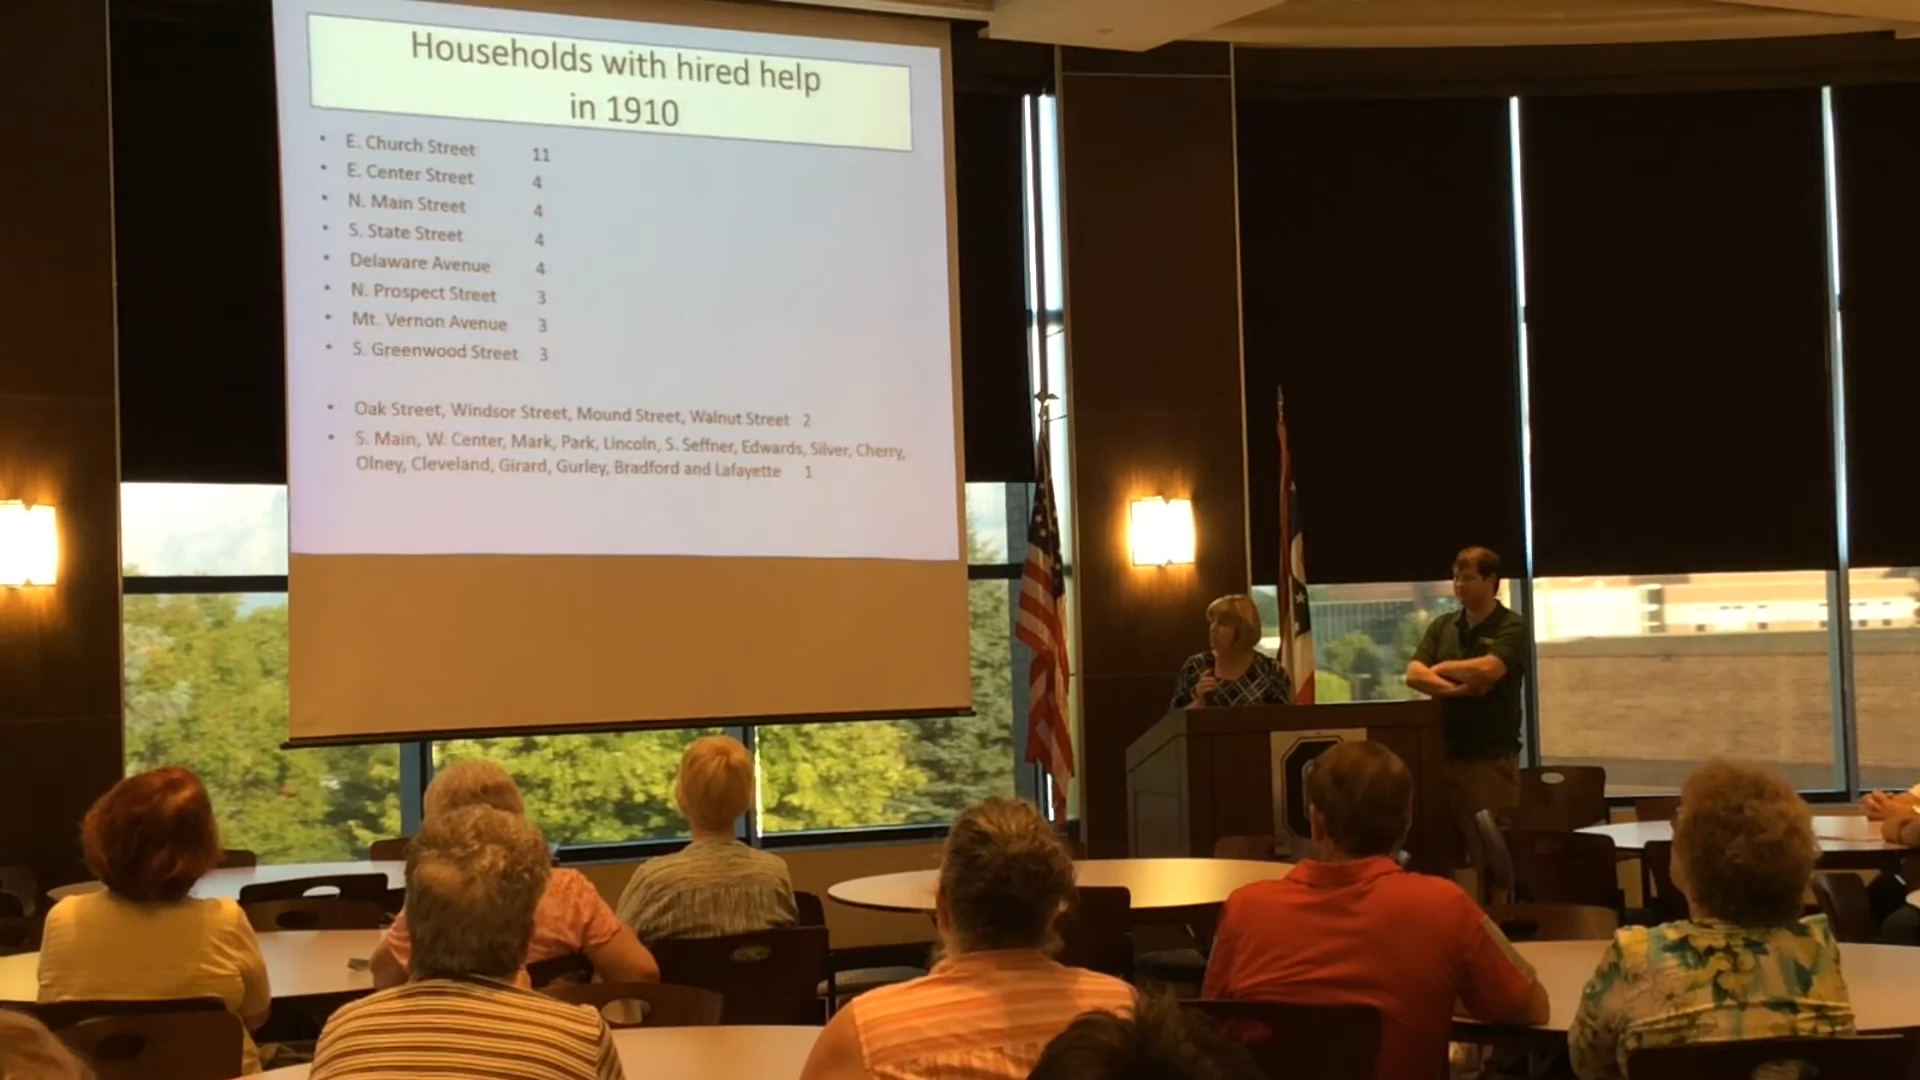 Households with hired help
in 1910
• E. Church Street 11
• E. Center Street 4
• N. Main Street 4
• S. State Street 4
• Delaware Avenue 4
• N. Prospect Street 3
• Mt. Vernon Avenue 3
• S. Greenwood Street 3
• Oak Street, Windsor Street, Mound Street, Walnut Street 2
• S. Main, W. Center, Mark, Park, Lincoln, S. Seffner, Edwards, Silver, Cherry,
Olney, Cleveland, Girard, Gurley, Bradford and Lafayette 1